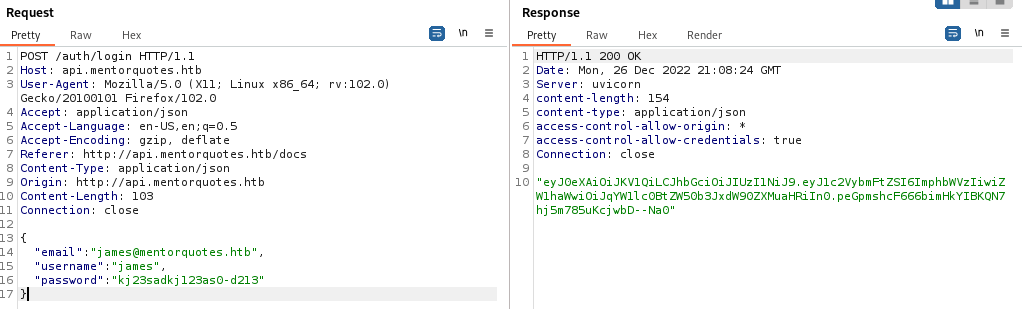 Request
Pretty Raw Hex
\n
1 POST /auth/login HTTP/1.1
2 Host: api.mentorquotes.htb
3 User-Agent: Mozilla/5.0 (X11; Linux x86_64; rv:102.0)
Gecko/20100101 Firefox/102.0
4 Accept: application/json
5 Accept-Language: en-US,en;q=0.5
6 Accept-Encoding: gzip, deflate
7 Referer: http://api.mentorquotes.htb/docs
8 Content-Type: application/json
9 Origin: http://api.mentorquotes.htb
10 Content-Length: 103
11 Connection: close
12
13 {
14 "email":"james@mentorquotes.htb",
15 "username":"james",
16 "password":"kj23sadkj123as0-d213"
17 }
Response
Pretty Raw Hex Render
\n
1 HTTP/1.1 200 OK
2 Date: Mon, 26 Dec 2022 21:08:24 GMT
3 Server: uvicorn
4 content-length: 154
5 content-type: application/json
6 access-control-allow-origin: *
7 access-control-allow-credentials: true
8 Connection: close
9
10 "eyJ0eXAiOiJKV1QiLCJhbGciOiJIUzI1NiJ9.eyJ1c2VybmFtZSI6ImphbWVzIiwiZ
W1haWwiOiJqYW1lc0BtZW50b3JxdW90ZXMuaHRiIn0.peGpmshcF666bimHkYIBKQN7
hj5m785uKcjwbD--Na0"